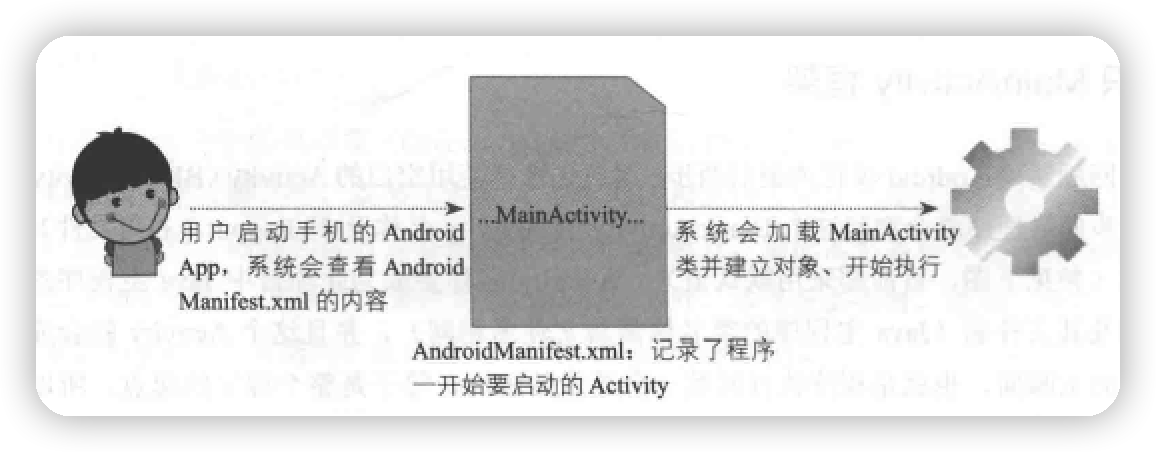 ...MainActivity...
用户启动手机的 Android
App，系统会查看 Android
Manifest.xml 的内容
系统会加载 MainActivity
类并建立对象、开始执行
AndroidManifest.xml：记录了程序
一开始要启动的 Activity